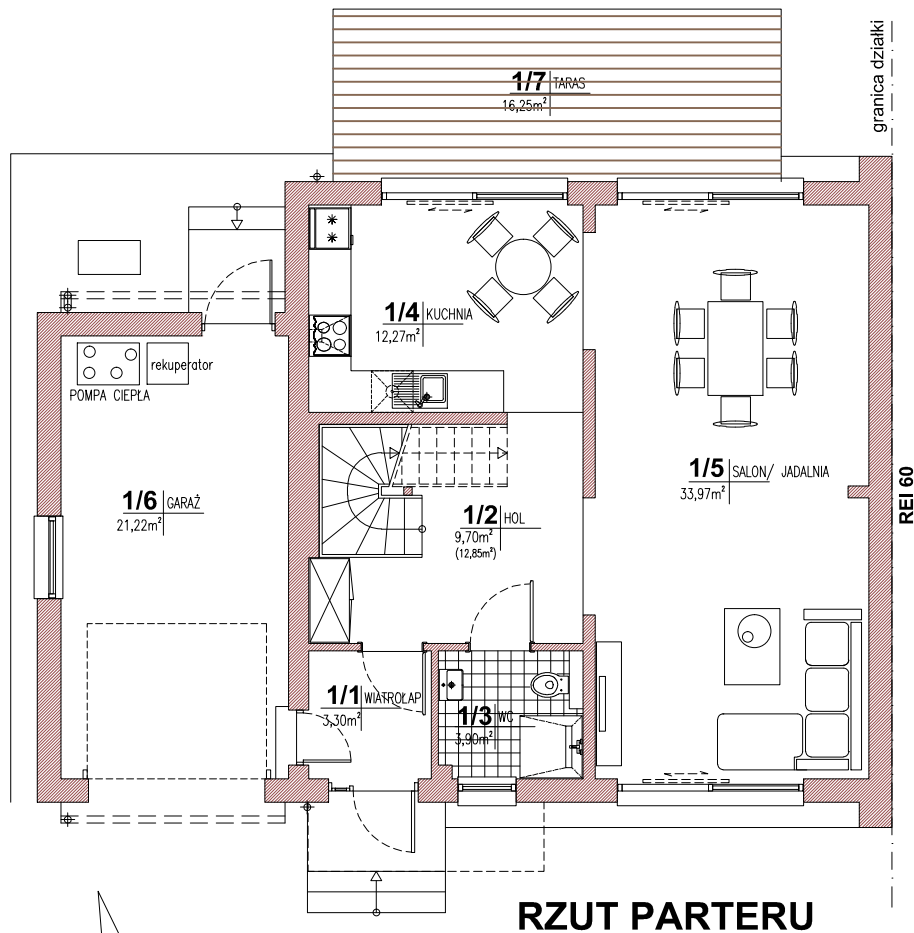 1/7 TARAS
16,25m²
granica działki
1/4 KUCHNIA
12,27m²
rekuperator
POMPA CIEPŁA
1/5 SALON/ JADALNIA
33,97m²
REI 60
1/6 GARAŻ
21,22m²
1/2 HOL
9,70m²
(12,85m²)
1/1 WIATROŁAP
3,30m²
1/3 WC
3,90m²
RZUT PARTERU